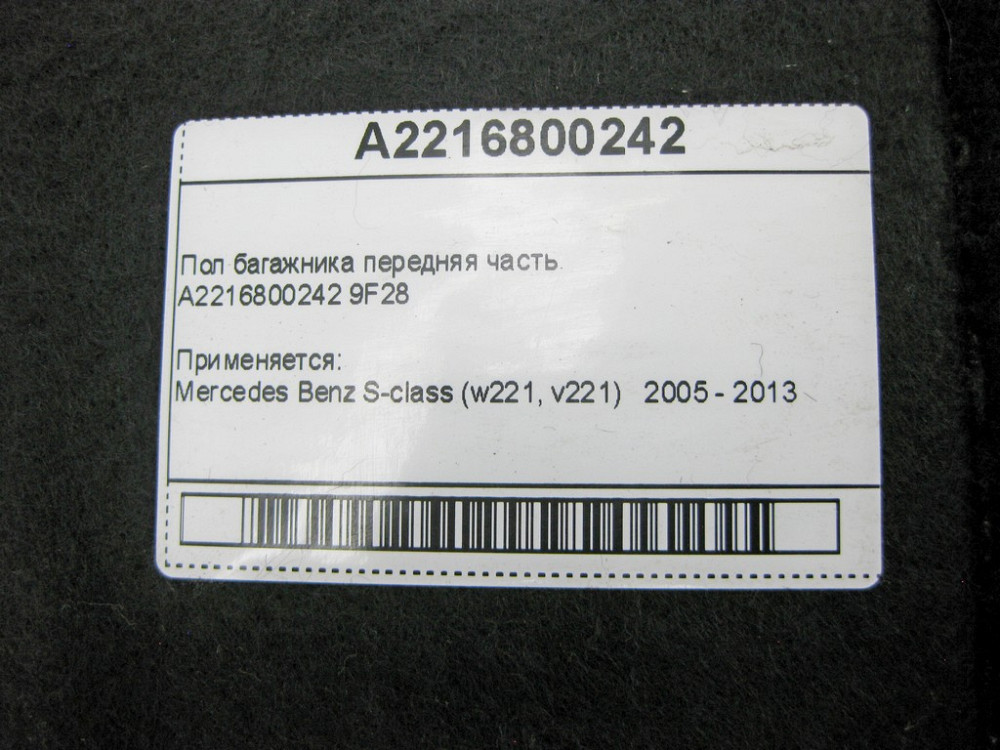 A2216800242
Пол багажника передняя часть.
A2216800242 9F28
Применяется:
Mercedes Benz S-class (w221, v221) 2005 - 2013